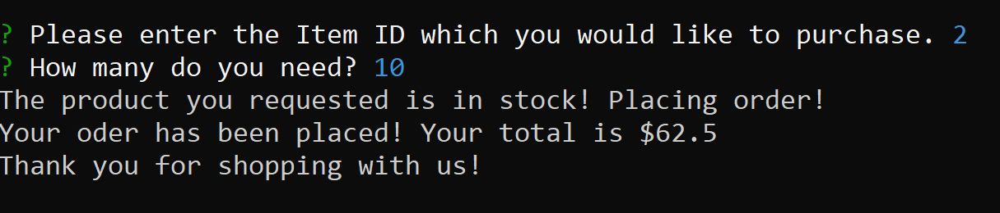 ? Please enter the Item ID which you would like to purchase. 2
? How many do you need? 10
The product you requested is in stock! Placing order!
Your oder has been placed! Your total is $62.5
Thank you for shopping with us!